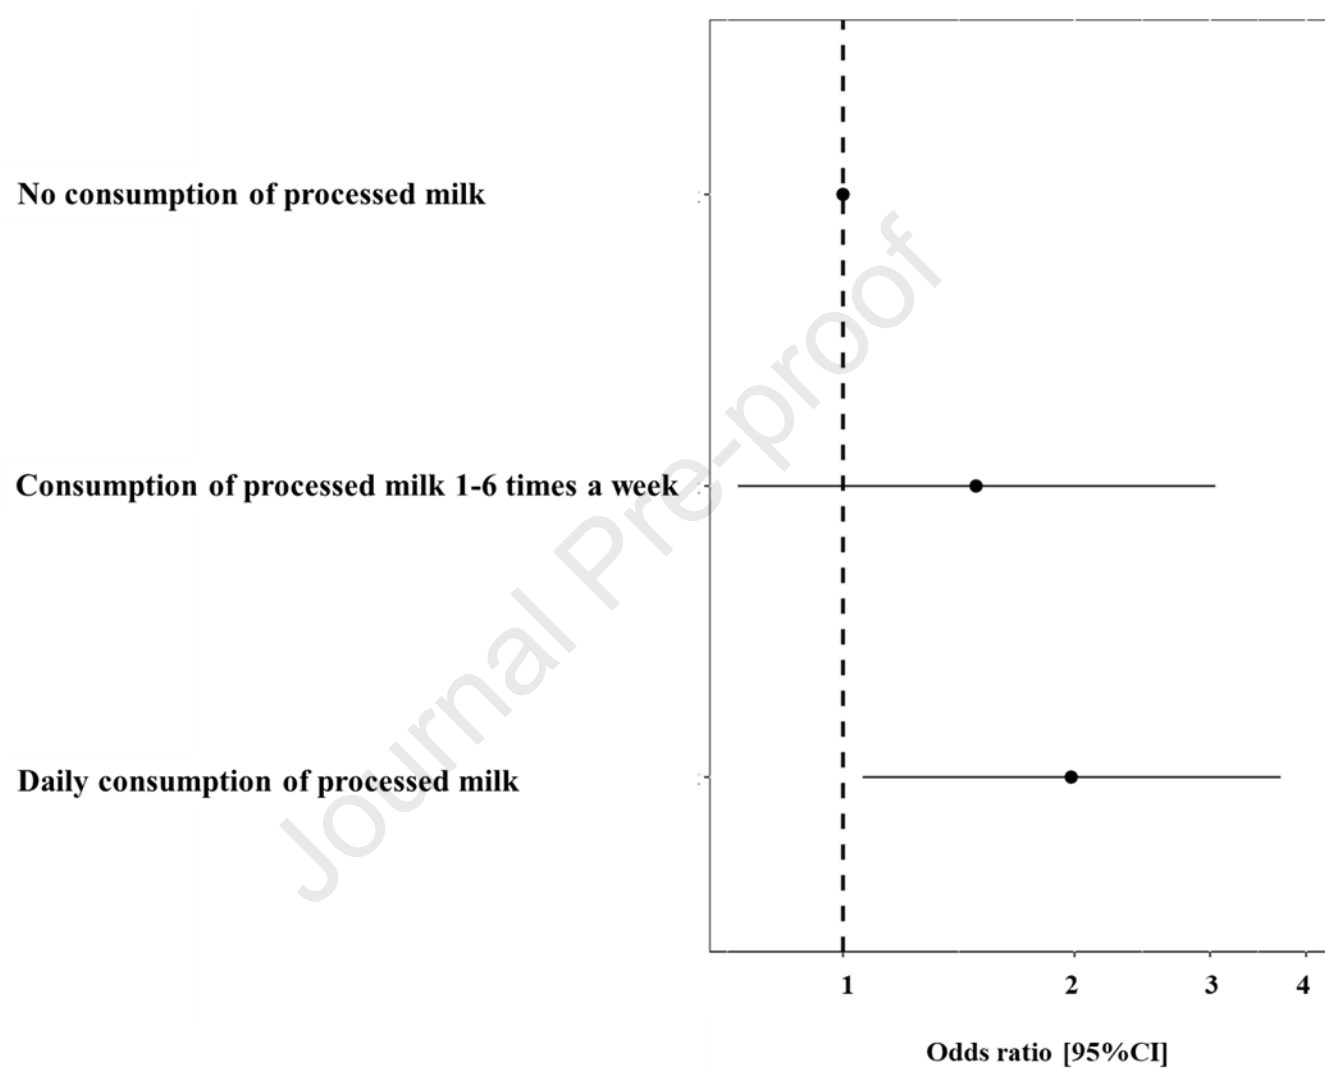 No consumption of processed milk
Consumption of processed milk 1-6 times a week
Daily consumption of processed milk
Journal Pre-proof
1 2 3 4
Odds ratio [95%CI]